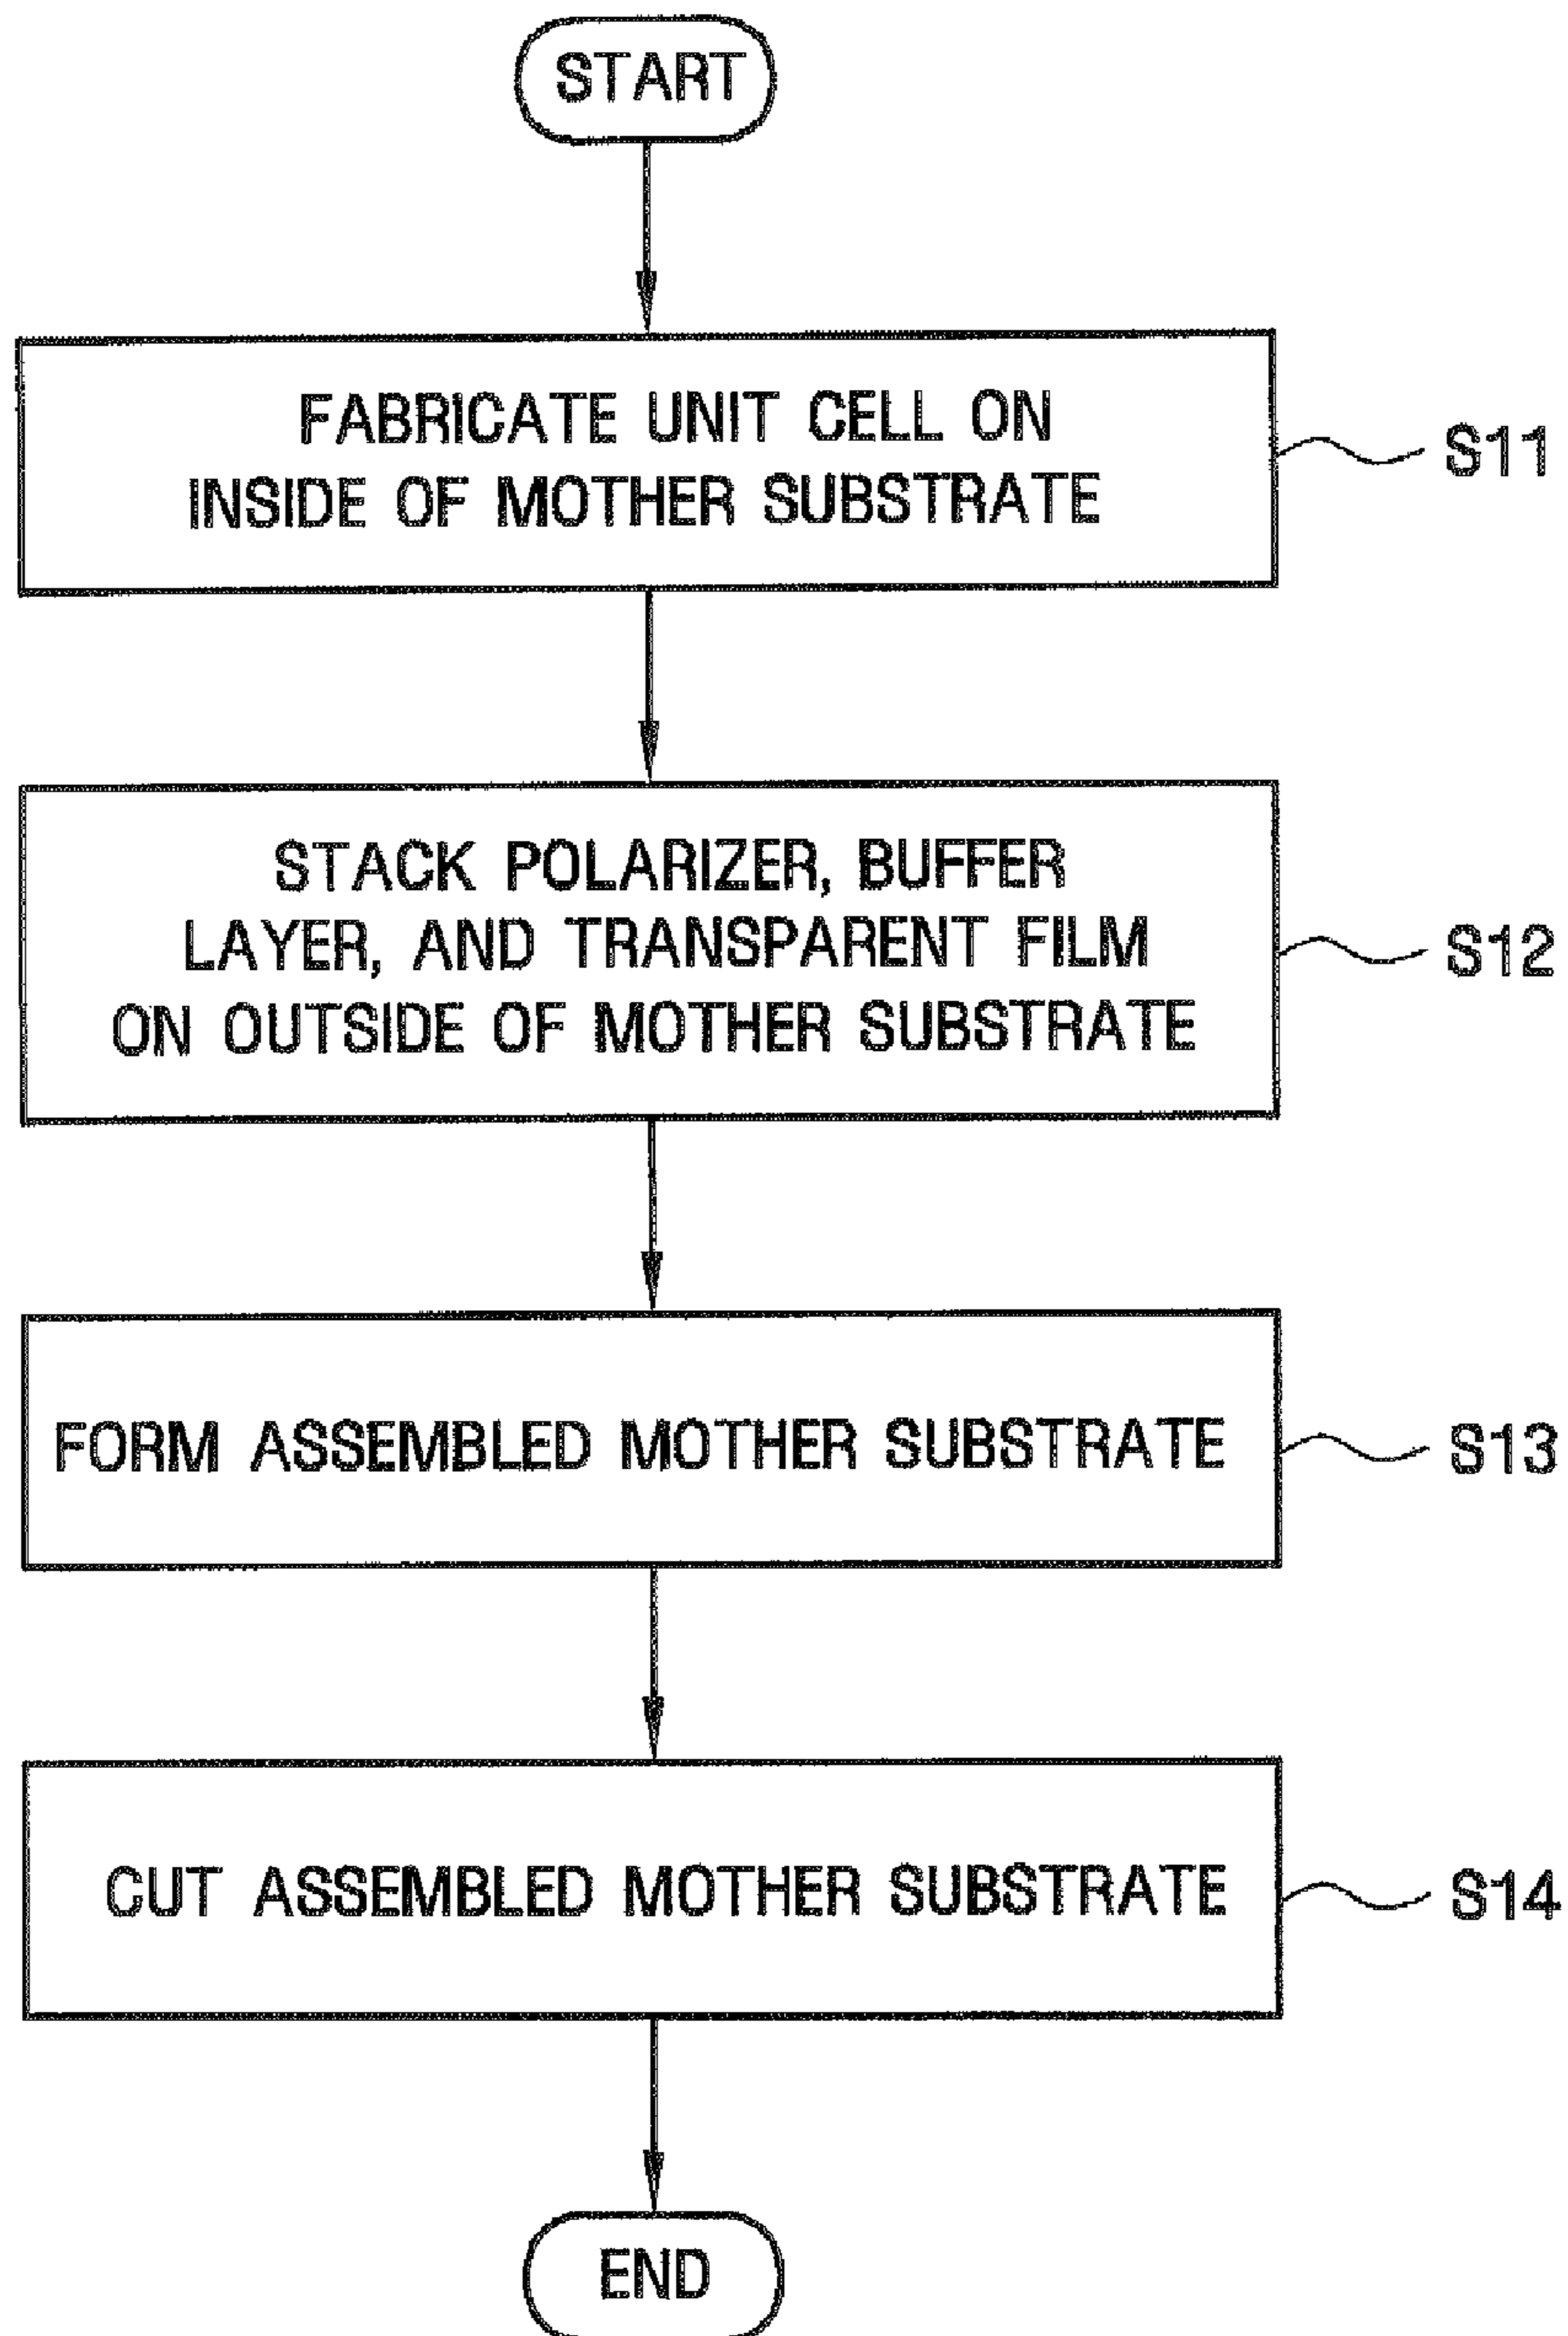 START
FABRICATE UNIT CELL ON
INSIDE OF MOTHER SUBSTRATE
S11
STACK POLARIZER, BUFFER
LAYER, AND TRANSPARENT FILM
ON OUTSIDE OF MOTHER SUBSTRATE
S12
FORM ASSEMBLED MOTHER SUBSTRATE
S13
CUT ASSEMBLED MOTHER SUBSTRATE
S14
END